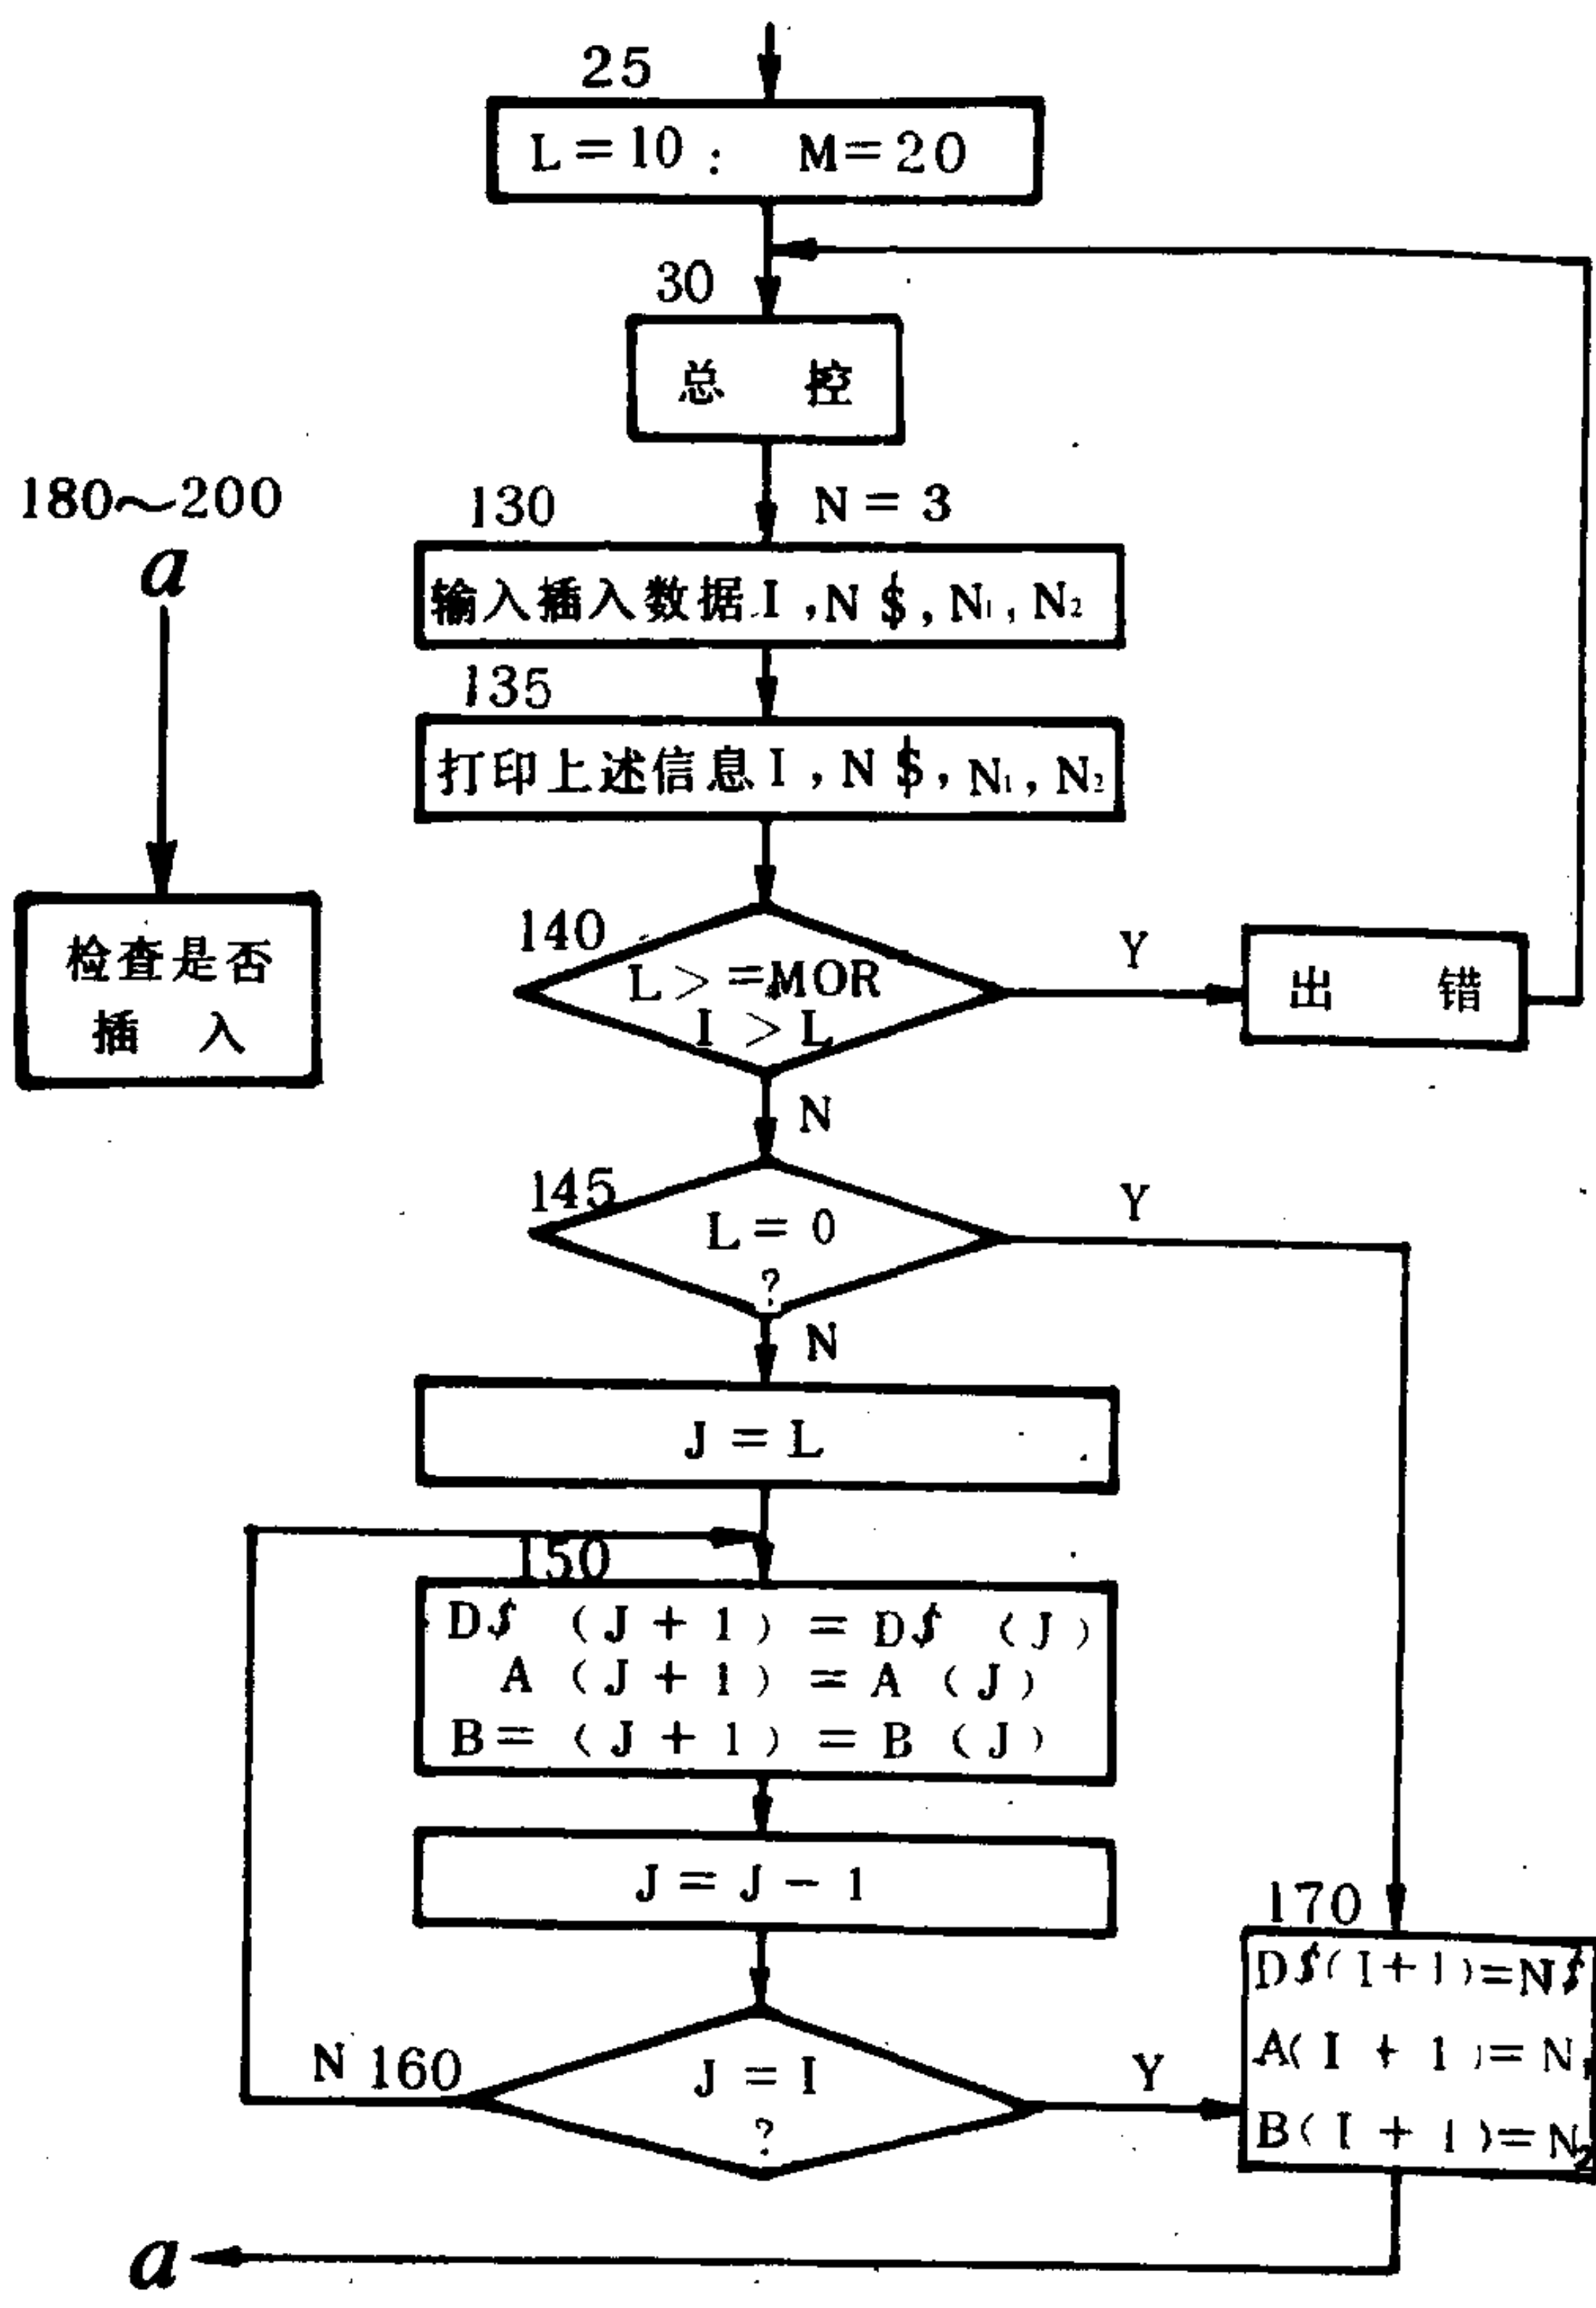 25
L = 10 : M = 20
30
总 控
180～200
a
130
N = 3
输入插入数据 I , N $ , N₁ , N₂
135
打印上述信息 I , N $ , N₁ , N₂
检查是否
插 入
140
L > = MOR
I > L
Y
出 错
N
145
L = 0
?
Y
N
J = L
150
D$ ( J + 1 ) = D$ ( J )
A ( J + 1 ) = A ( J )
B = ( J + 1 ) = B ( J )
J = J - 1
N
160
J = I
?
Y
170
D$( I + 1 ) = N$
A( I + 1 ) = N₁
B( I + 1 ) = N₂
a